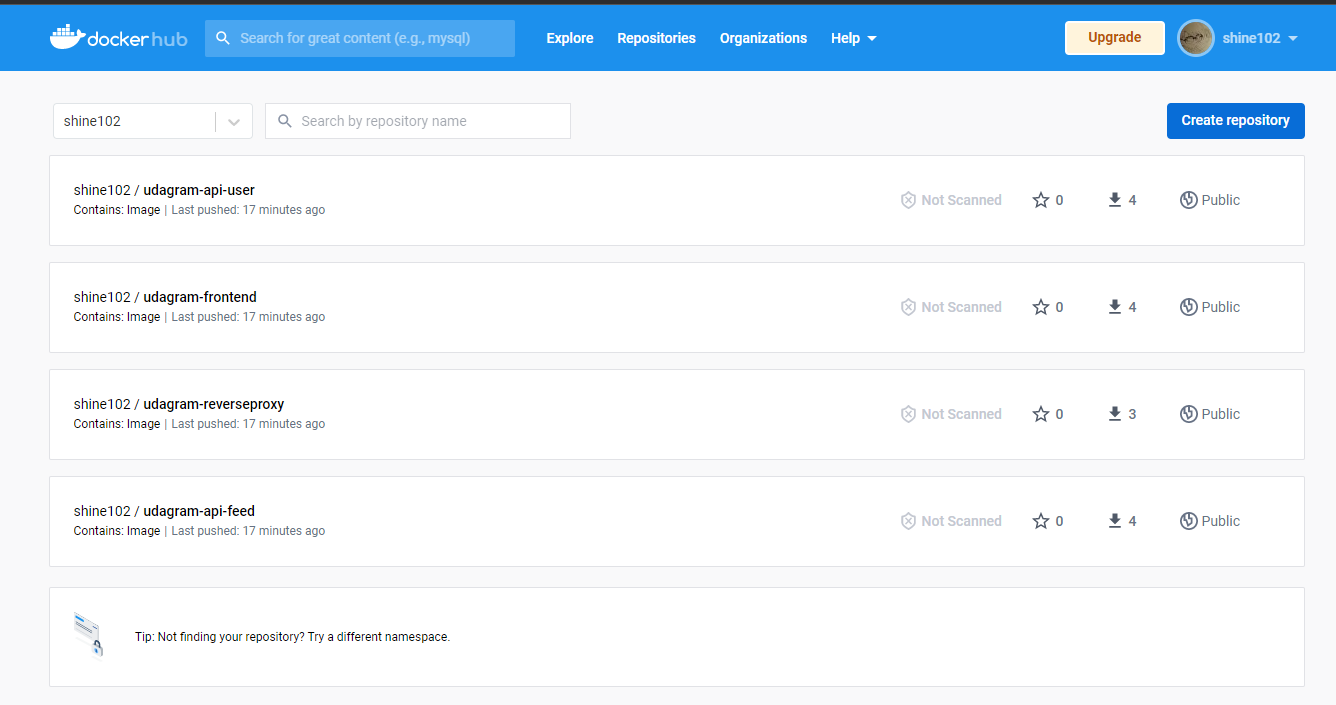 docker hub
Search for great content (e.g., mysql)
Explore
Repositories
Organizations
Help
Upgrade
shine102
shine102
Search by repository name
Create repository
shine102 / udagram-api-user
Contains: Image | Last pushed: 17 minutes ago
Not Scanned
0
4
Public
shine102 / udagram-frontend
Contains: Image | Last pushed: 17 minutes ago
Not Scanned
0
4
Public
shine102 / udagram-reverseproxy
Contains: Image | Last pushed: 17 minutes ago
Not Scanned
0
3
Public
shine102 / udagram-api-feed
Contains: Image | Last pushed: 17 minutes ago
Not Scanned
0
4
Public
Tip: Not finding your repository? Try a different namespace.